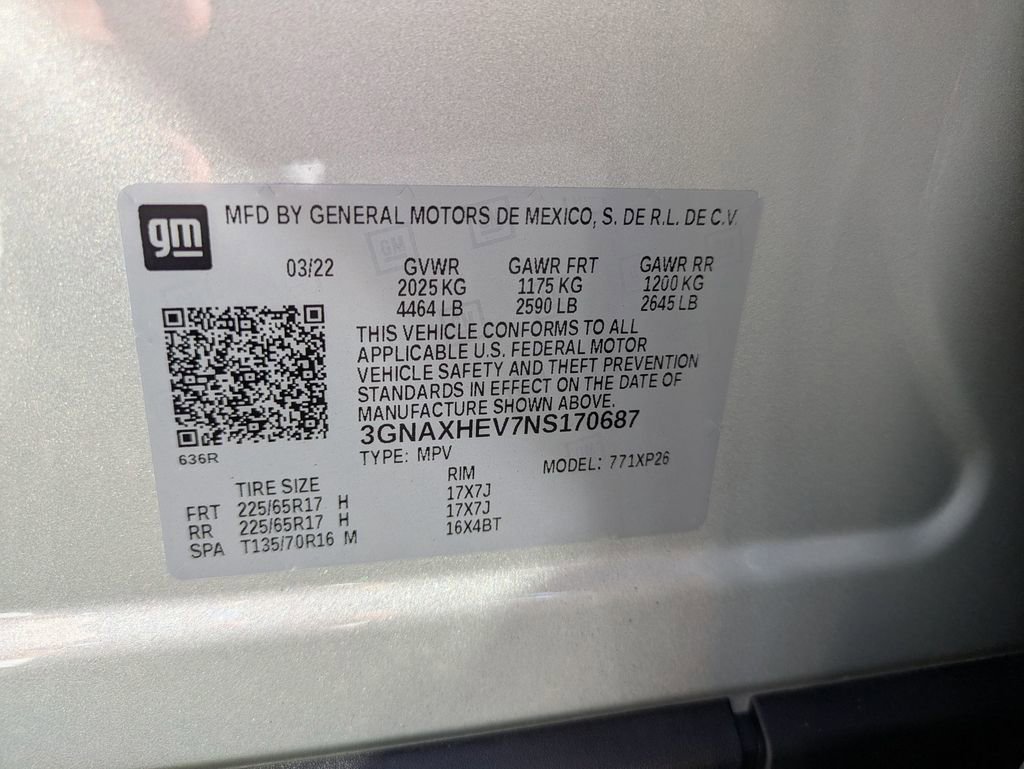 gm
MFD BY GENERAL MOTORS DE MEXICO, S. DE R.L. DE C.V.
03/22 GVWR GAWR FRT GAWR RR
2025 KG 1175 KG 1200 KG
4464 LB 2590 LB 2645 LB
THIS VEHICLE CONFORMS TO ALL
APPLICABLE U.S. FEDERAL MOTOR
VEHICLE SAFETY AND THEFT PREVENTION
STANDARDS IN EFFECT ON THE DATE OF
MANUFACTURE SHOWN ABOVE.
3GNAXHEV7NS170687
636R
TYPE: MPV MODEL: 771XP26
TIRE SIZE RIM
FRT 225/65R17 H 17X7J
RR 225/65R17 H 17X7J
SPA T135/70R16 M 16X4BT